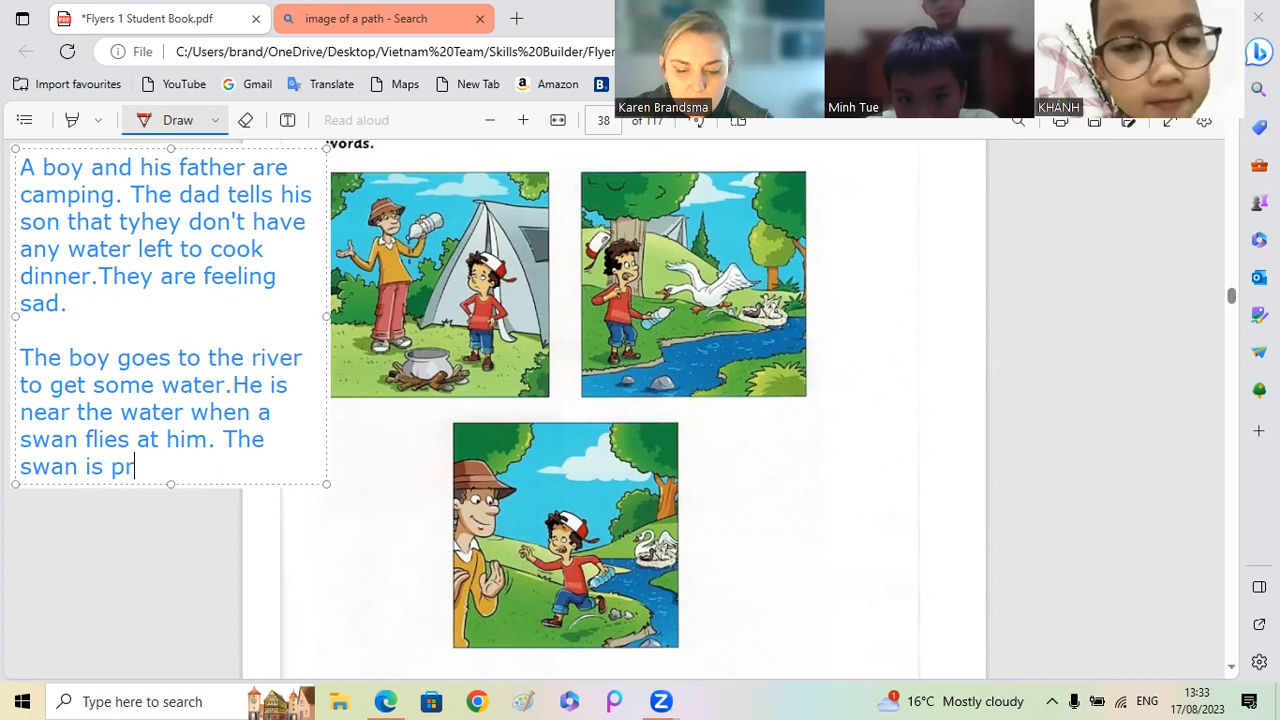 *Flyers 1 Student Book.pdf
image of a path - Search
File
C:/Users/brand/OneDrive/Desktop/Vietnam%20Team/Skills%20Builder/Flyer
Import favourites
YouTube
Gmail
Translate
Maps
New Tab
Amazon
B.
Karen Brandsma
Minh Tue
KHÁNH
Draw
Read aloud
38
of 117
words.
A boy and his father are
camping. The dad tells his
son that tyhey don't have
any water left to cook
dinner.They are feeling
sad.
The boy goes to the river
to get some water.He is
near the water when a
swan flies at him. The
swan is pr
Type here to search
1
16°C Mostly cloudy
ENG
13:33
17/08/2023